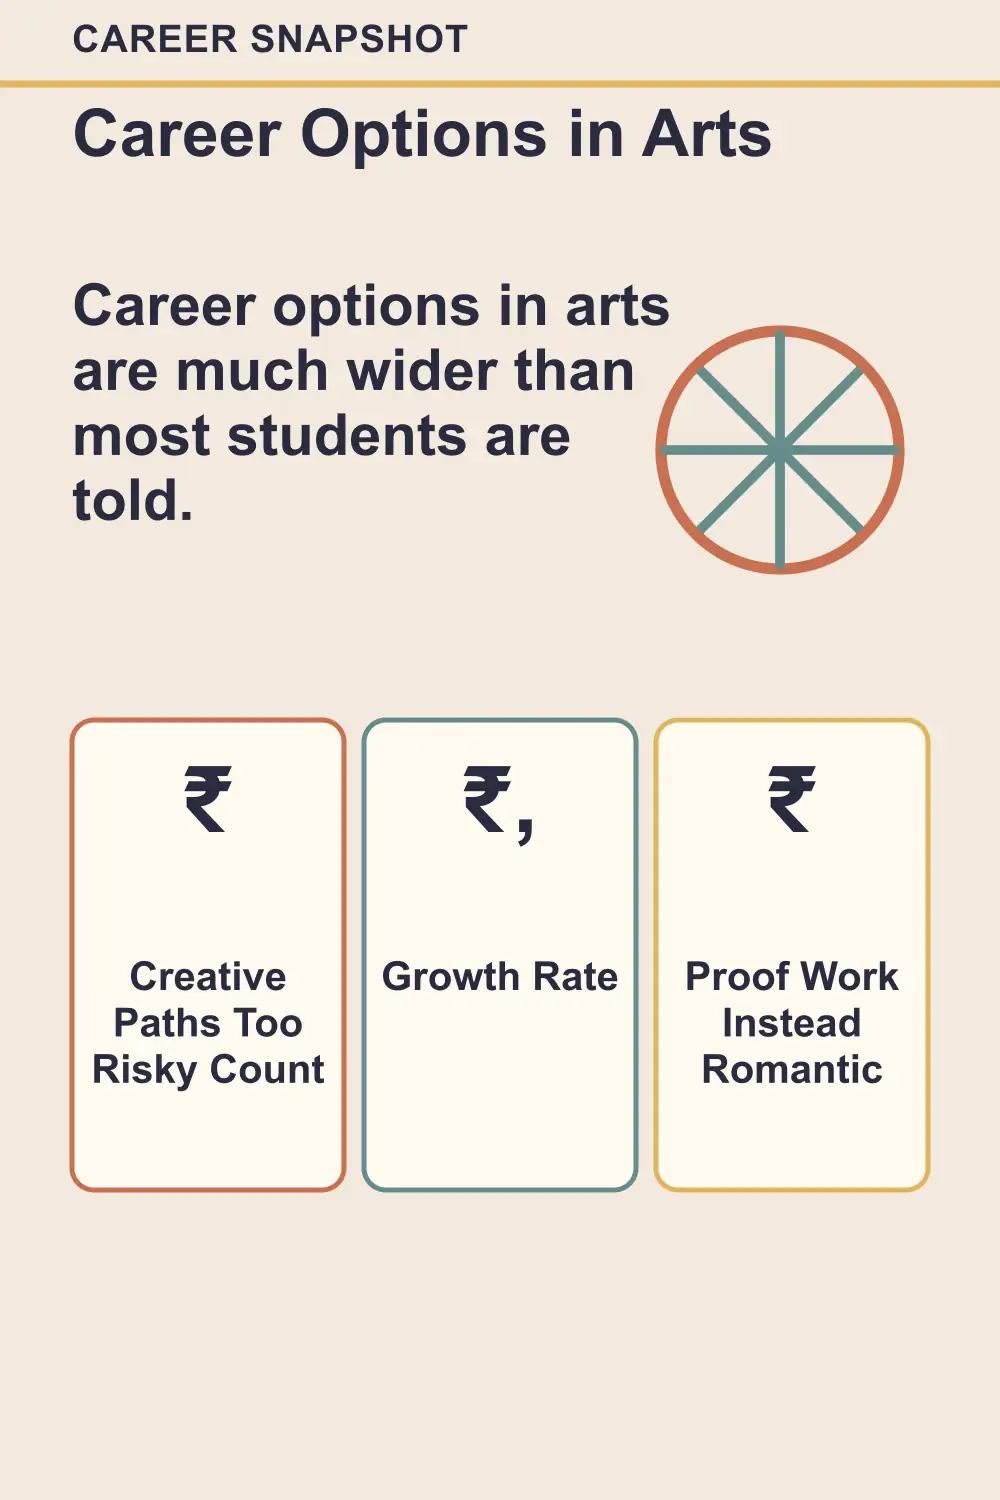 CAREER SNAPSHOT
Career Options in Arts
Career options in arts
are much wider than
most students are
told.
₹
Creative
Paths Too
Risky Count
₹,
Growth Rate
₹
Proof Work
Instead
Romantic